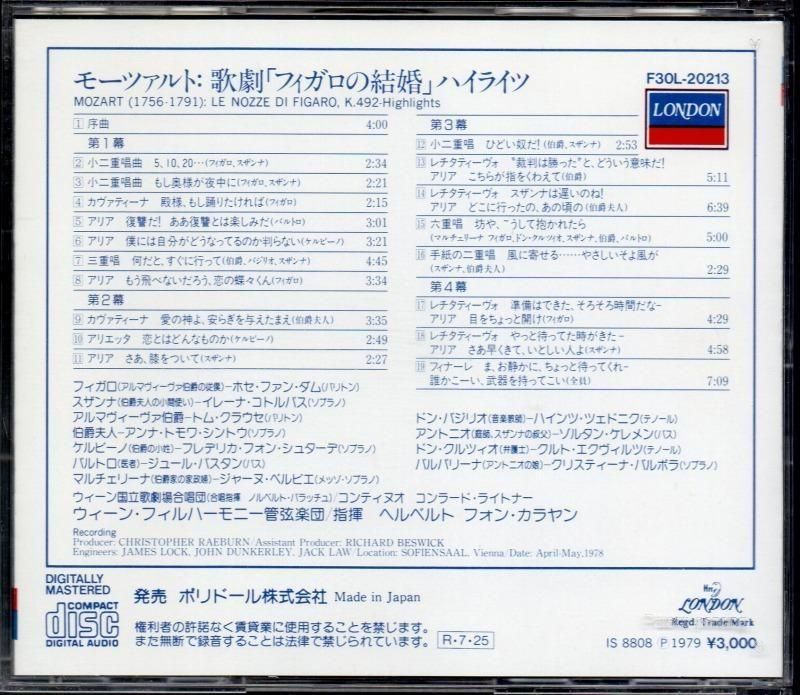 モーツァルト: 歌劇「フィガロの結婚」ハイライツ
MOZART (1756-1791): LE NOZZE DI FIGARO, K.492-Highlights
F30L-20213
LONDON
1 序曲 4:00
第1幕
2 小二重唱曲 5、10、20…(フィガロ、スザンナ) 2:34
3 小二重唱曲 もし奥様が夜中に(フィガロ、スザンナ) 2:21
4 カヴァティーナ 殿様、もし踊りたければ(フィガロ) 2:15
5 アリア 復讐だ! ああ復讐とは楽しみだ(バルトロ) 3:01
6 アリア 僕には自分がどうなってるのか判らない(ケルビーノ) 3:21
7 三重唱 何だと、すぐに行って(伯爵、バジリオ、スザンナ) 4:45
8 アリア もう飛べないだろう、恋の蝶々くん(フィガロ) 3:34
第2幕
9 カヴァティーナ 愛の神よ、安らぎを与えたまえ(伯爵夫人) 3:35
10 アリエッタ 恋とはどんなものか(ケルビーノ) 2:49
11 アリア さあ、膝をついて(スザンナ) 2:27
第3幕
12 小二重唱 ひどい奴だ!(伯爵、スザンナ) 2:53
13 レチタティーヴォ “裁判は勝った”と、どういう意味だ!
アリア こちらが指をくわえて(伯爵) 5:11
14 レチタティーヴォ スザンナは遅いのね!
アリア どこに行ったの、あの頃の(伯爵夫人) 6:39
15 六重唱 坊や、こうして抱かれたら
(マルチェリーナ フィガロ、ドン・クルツィオ、スザンナ、伯爵、バルトロ) 5:00
16 手紙の二重唱 風に寄せる……やさしいそよ風が
(スザンナ、伯爵夫人) 2:29
第4幕
17 レチタティーヴォ 準備はできた、そろそろ時間だな-
アリア 目をちょっと開け(フィガロ) 4:29
18 レチタティーヴォ やっと待ってた時がきた-
アリア さあ早くきて、いとしい人よ(スザンナ) 4:58
19 フィナーレ ま、お静かに、ちょっと待ってくれ-
誰かこーい、武器を持ってこい(全員) 7:09
フィガロ(アルマヴィーヴァ伯爵の従僕)-ホセ・ファン・ダム(バリトン)
スザンナ(伯爵夫人の小間使い)-イレーナ・コトルバス(ソプラノ)
アルマヴィーヴァ伯爵-トム・クラウセ(バリトン)
伯爵夫人-アンナ・トモワ・シントウ(ソプラノ)
ケルビーノ(伯爵の小姓)-フレデリカ・フォン・シュターデ(ソプラノ)
バルトロ(医者)-ジュール・バスタン(バス)
マルチェリーナ(伯爵家の家政婦)-ジャーヌ・ベルビエ(メッゾ・ソプラノ)
ドン・バジリオ(音楽教師)-ハインツ・ツェドニク(テノール)
アントニオ(庭師、スザンナの叔父)-ゾルタン・ケレメン(バス)
ドン・クルツィオ(弁護士)-クルト・エクヴィルツ(テノール)
バルバリーナ(アントニオの娘)-クリスティーナ・バルボラ(ソプラノ)
ウィーン国立歌劇場合唱団(合唱指揮 ノルベルト・バラッチュ)/コンティヌオ コンラード・ライトナー
ウィーン・フィルハーモニー管弦楽団/指揮 ヘルベルト フォン・カラヤン
Recording
Producer: CHRISTOPHER RAEBURN/Assistant Producer: RICHARD BESWICK
Engineers: JAMES LOCK, JOHN DUNKERLEY, JACK LAW/Location: SOFIENSAAL, Vienna/Date: April-May, 1978
DIGITALLY
MASTERED
COMPACT
disc
DIGITAL AUDIO
発売 ポリドール株式会社 Made in Japan
権利者の許諾なく賃貸業に使用することを禁じます。
また無断で録音することは法律で禁じられています。
R・7・25
LONDON
Regd. Trade Mark
IS 8808 Ⓟ 1979 ¥3,000